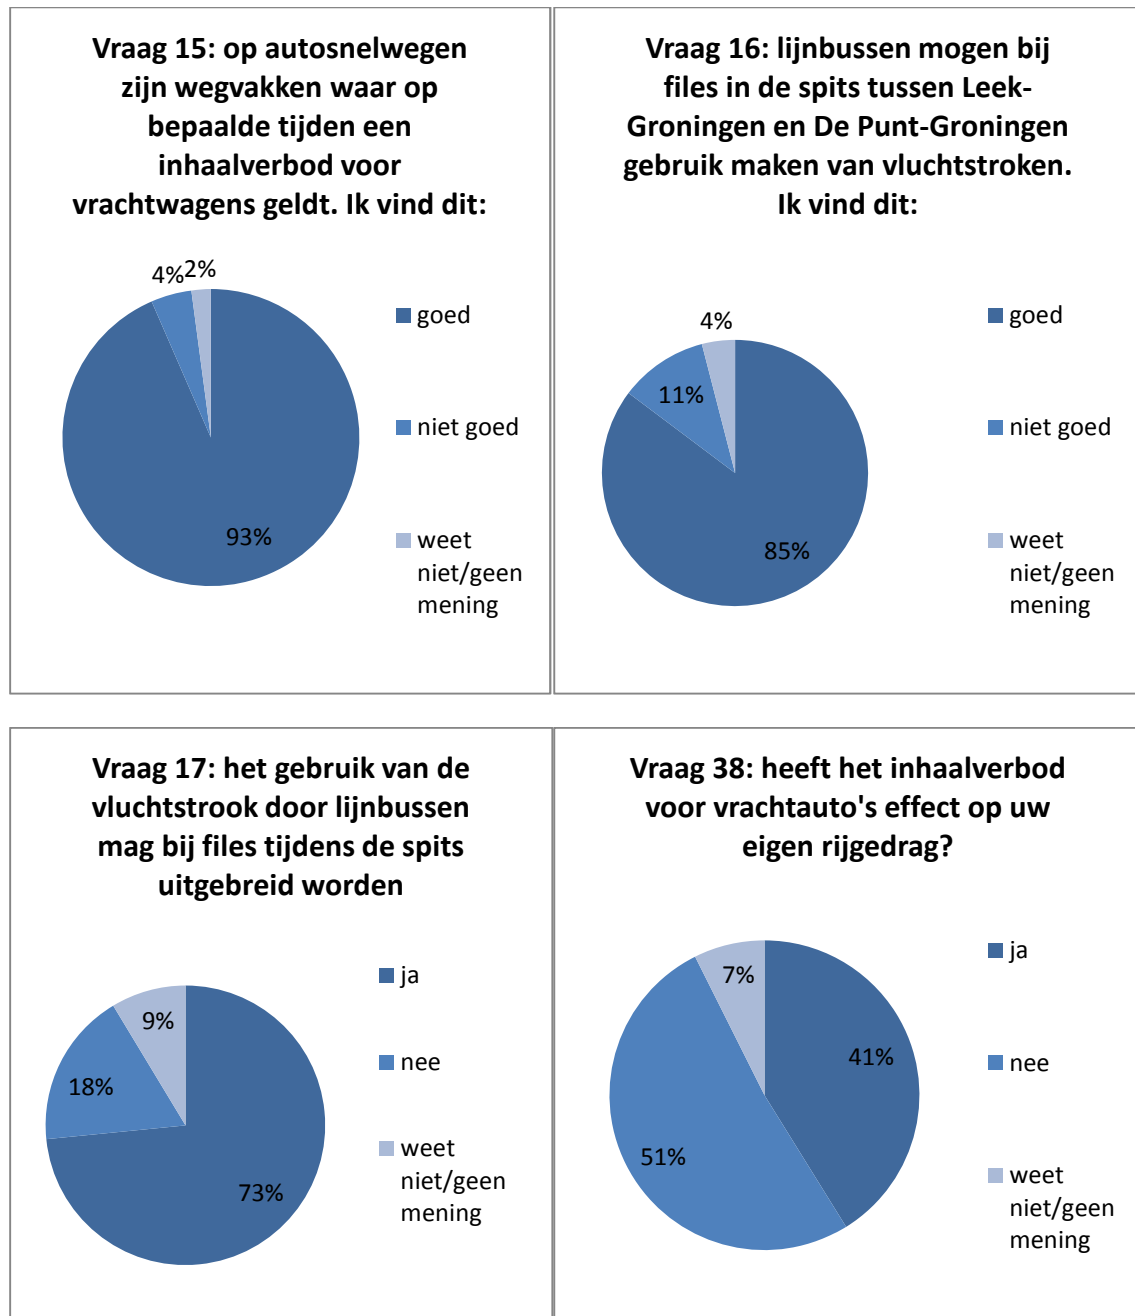 Vraag 15: op autosnelwegen
zijn wegvakken waar op
bepaalde tijden een
inhaalverbod voor
vrachtwagens geldt. Ik vind dit:
4%
2%
93%
goed
niet goed
weet
niet/geen
mening
Vraag 16: lijnbussen mogen bij
files in de spits tussen Leek-
Groningen en De Punt-Groningen
gebruik maken van vluchtstroken.
Ik vind dit:
4%
11%
85%
goed
niet goed
weet
niet/geen
mening
Vraag 17: het gebruik van de
vluchtstrook door lijnbussen
mag bij files tijdens de spits
uitgebreid worden
9%
18%
73%
ja
nee
weet
niet/geen
mening
Vraag 38: heeft het inhaalverbod
voor vrachtauto's effect op uw
eigen rijgedrag?
7%
41%
51%
ja
nee
weet
niet/geen
mening